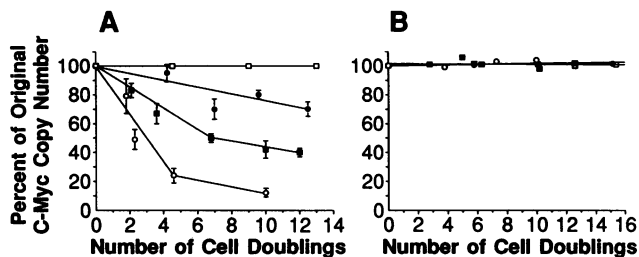 A
B
Percent of Original
C-Myc Copy Number
100
80
60
40
20
0
0 2 4 6 8 10 12 14
Number of Cell Doublings
100
80
60
40
20
0
0 2 4 6 8 10 12 14 16
Number of Cell Doublings